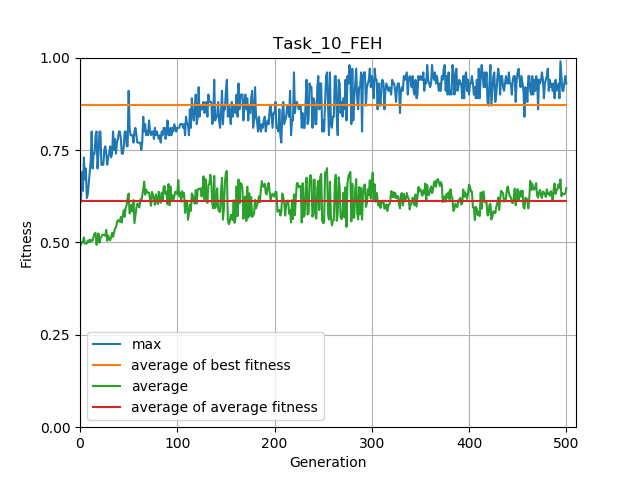 Task_10_FEH
1.00
0.75
0.50
0.25
0.00
Fitness
max
average of best fitness
average
average of average fitness
0 100 200 300 400 500
Generation